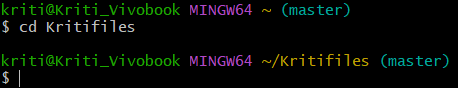 kriti@Kriti_Vivobook MINGW64 ~ (master)
$ cd Kritifiles
kriti@Kriti_Vivobook MINGW64 ~/Kritifiles (master)
$